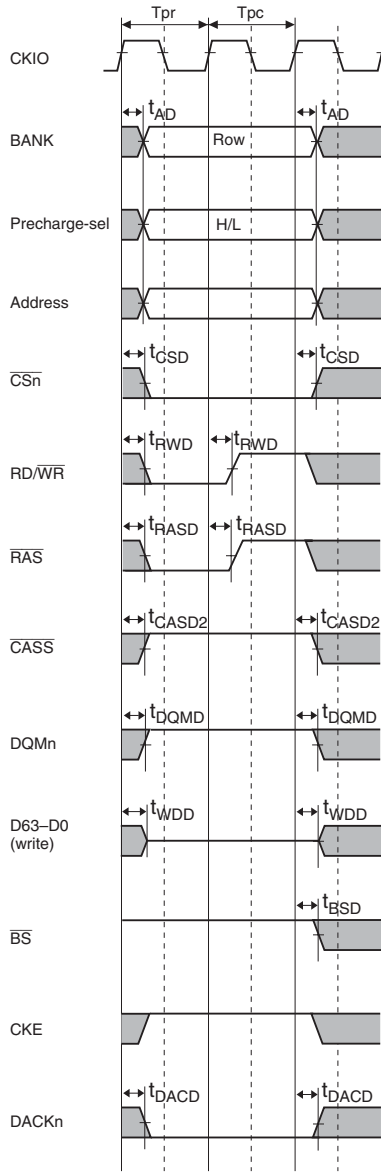 Tpr Tpc
CKIO
tAD tAD
BANK Row
Precharge-sel H/L
Address
tCSD tCSD
CSn
tRWD tRWD
RD/WR
tRASD tRASD
RAS
tCASD2 tCASD2
CASS
tDQMD tDQMD
DQMn
tWDD tWDD
D63–D0
(write)
tBSD
BS
CKE
tDACD tDACD
DACKn